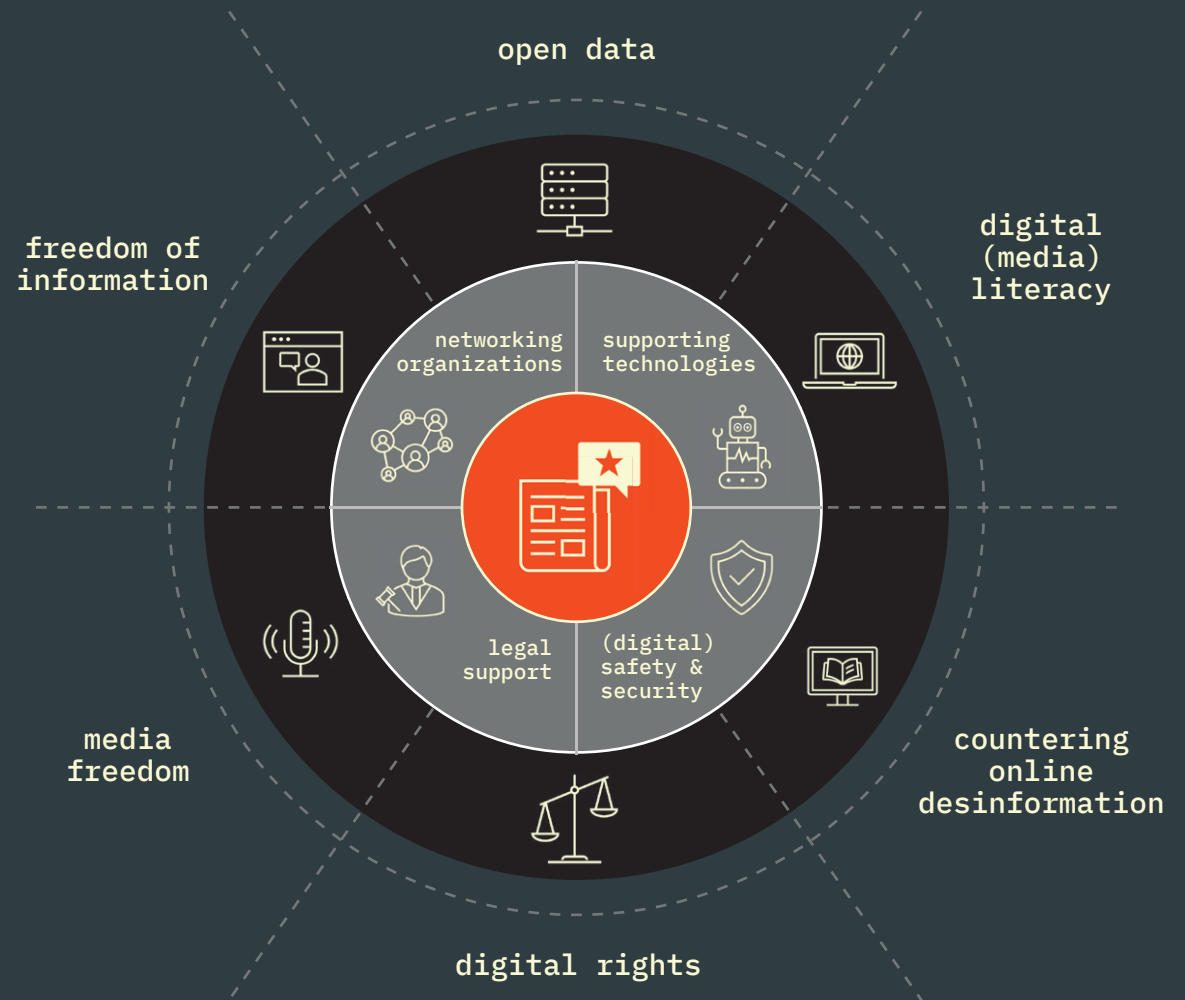 open data
digital
(media)
literacy
freedom of
information
networking
organizations
supporting
technologies
legal
support
(digital)
safety &
security
media
freedom
countering
online
desinformation
digital rights